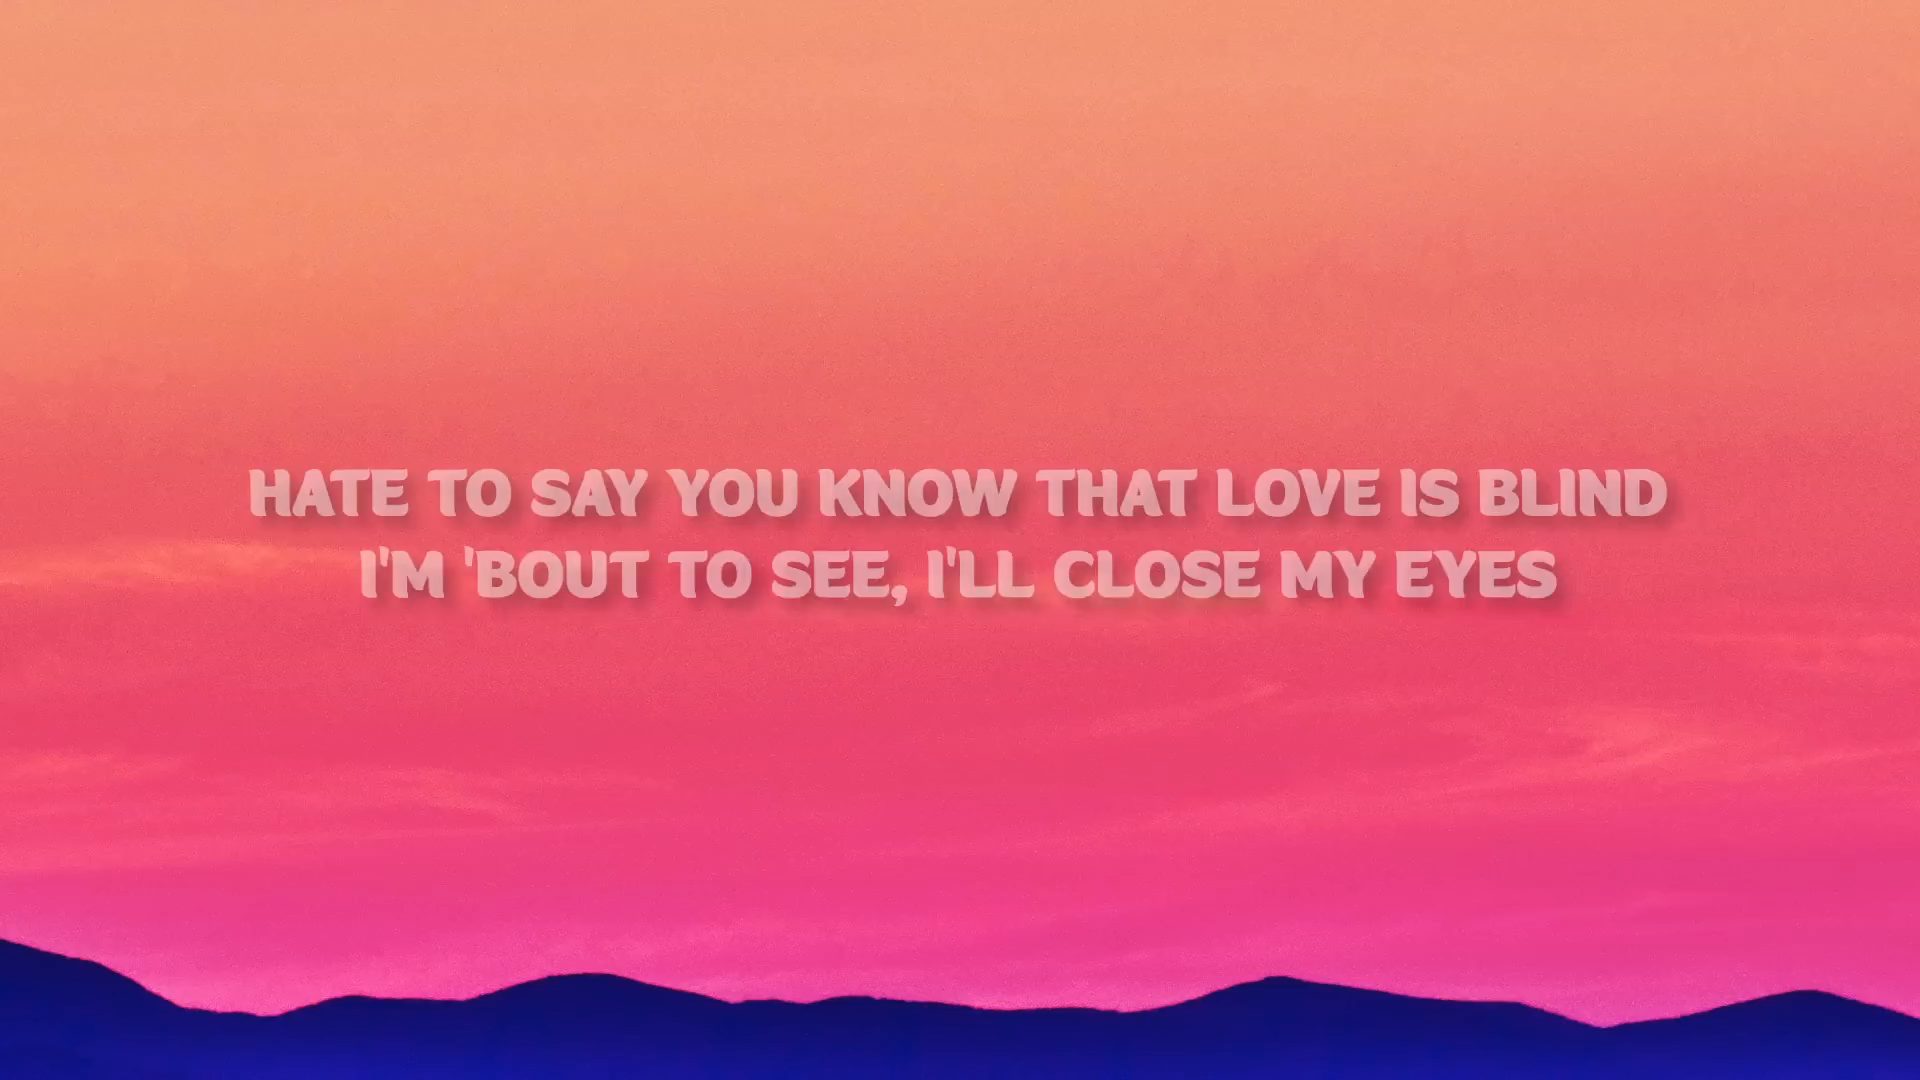 HATE TO SAY YOU KNOW THAT LOVE IS BLIND
I'M 'BOUT TO SEE, I'LL CLOSE MY EYES